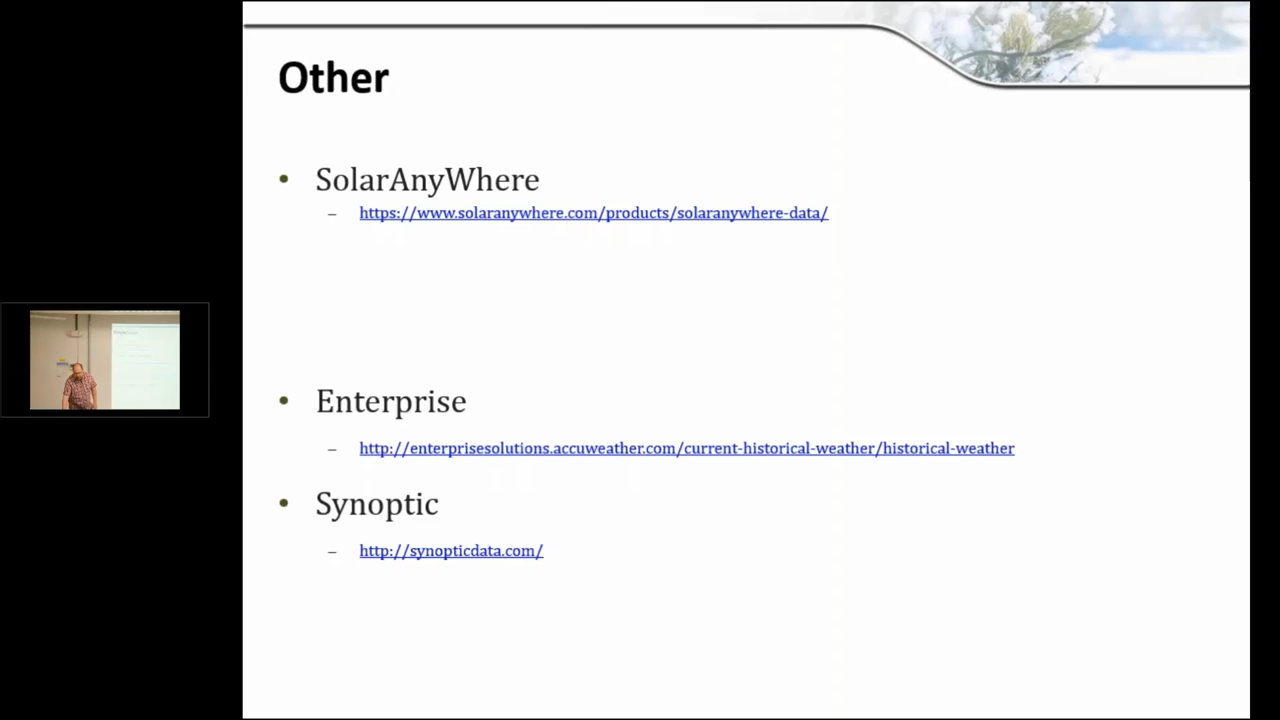 Other
• SolarAnyWhere
– https://www.solaranywhere.com/products/solaranywhere-data/
• Enterprise
– http://enterprisesolutions.accuweather.com/current-historical-weather/historical-weather
• Synoptic
– http://synopticdata.com/